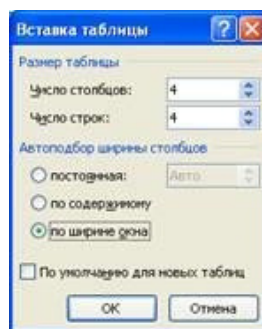 Вставка таблицы
Размер таблицы
Число столбцов: 4
Число строк: 4
Автоподбор ширины столбцов
постоянная: Авто
по содержимому
по ширине окна
По умолчанию для новых таблиц
ОК Отмена